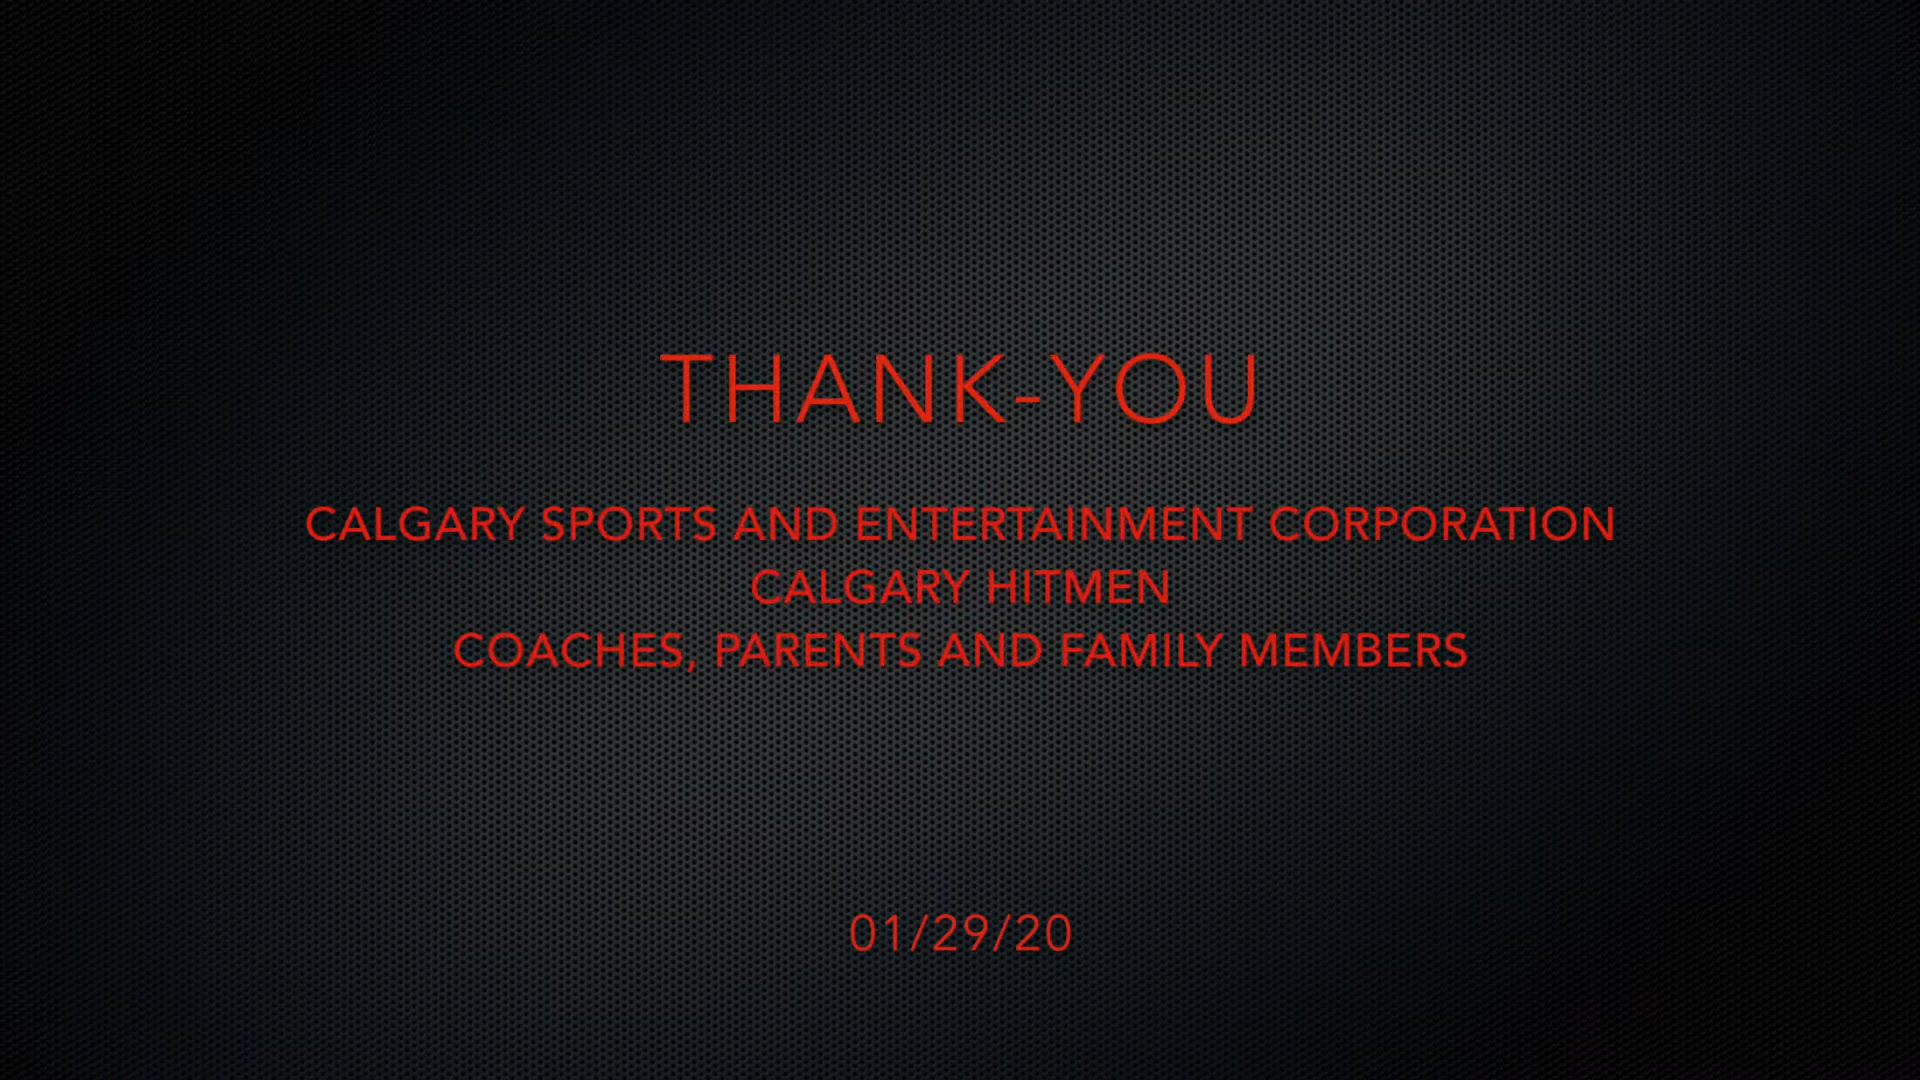 THANK-YOU
CALGARY SPORTS AND ENTERTAINMENT CORPORATION
CALGARY HITMEN
COACHES, PARENTS AND FAMILY MEMBERS
01/29/20